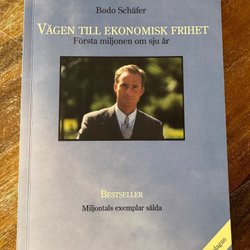 Bodo Schäfer
VÄGEN TILL EKONOMISK FRIHET
Första miljonen om sju år
BESTSELLER
Miljontals exemplar sålda